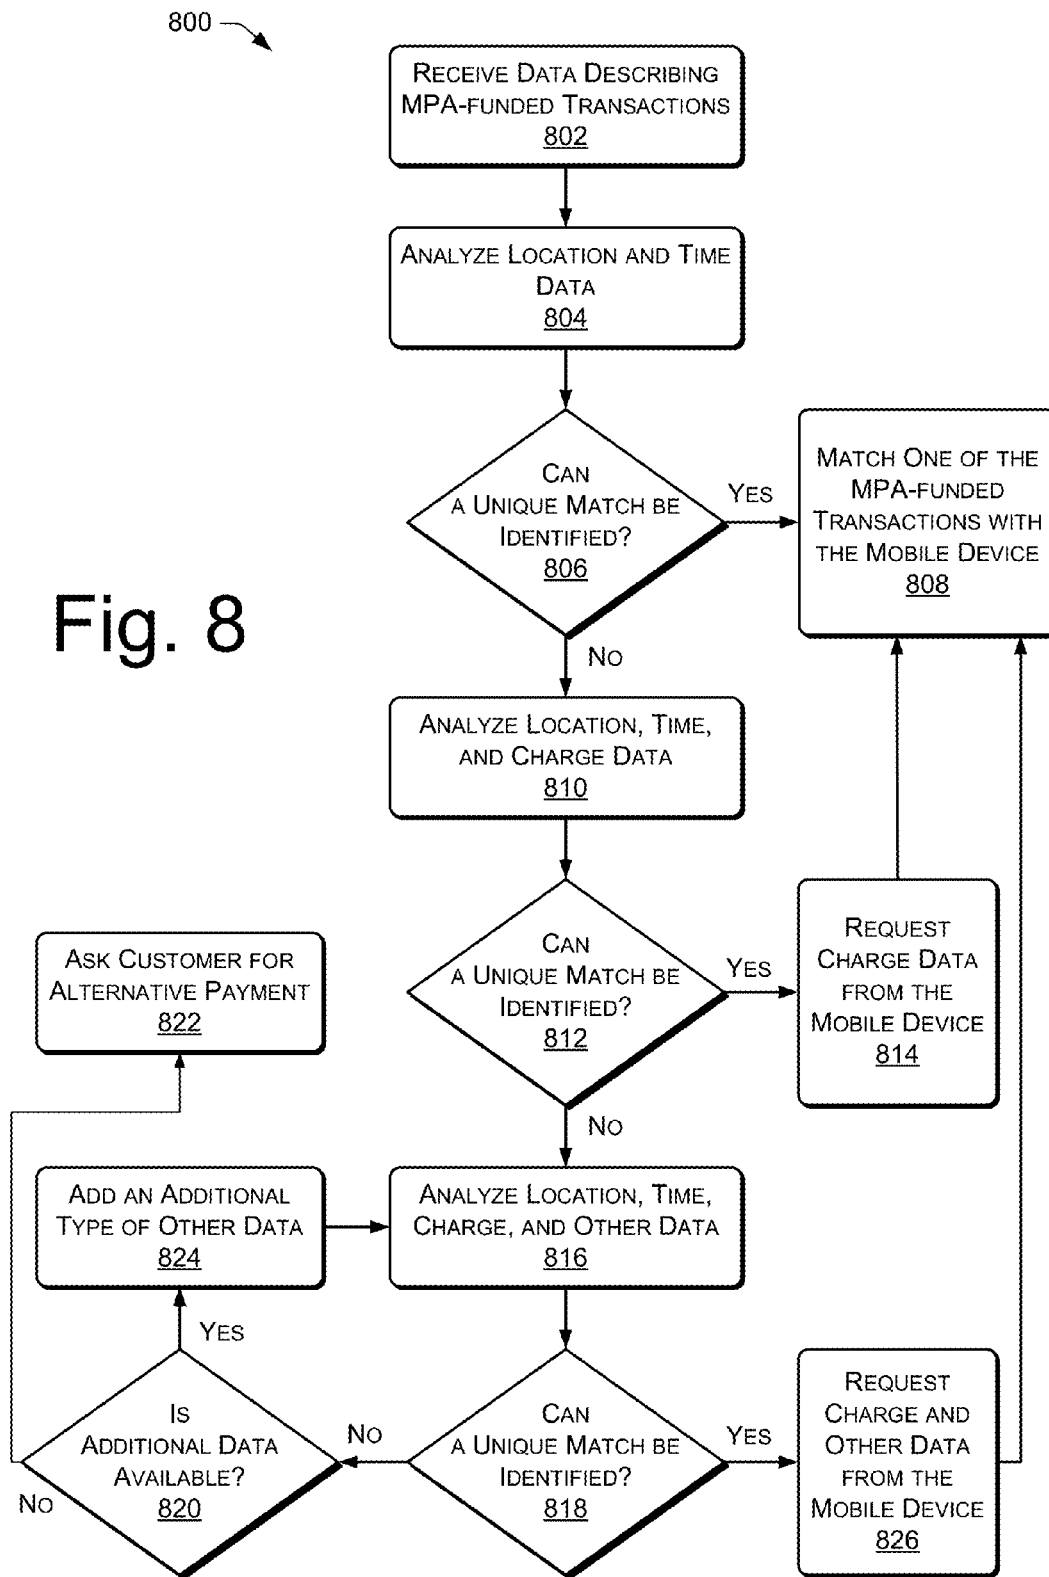 800
RECEIVE DATA DESCRIBING
MPA-FUNDED TRANSACTIONS
802
ANALYZE LOCATION AND TIME
DATA
804
CAN
A UNIQUE MATCH BE
IDENTIFIED?
806
YES
MATCH ONE OF THE
MPA-FUNDED
TRANSACTIONS WITH
THE MOBILE DEVICE
808
Fig. 8
NO
ANALYZE LOCATION, TIME,
AND CHARGE DATA
810
CAN
A UNIQUE MATCH BE
IDENTIFIED?
812
YES
REQUEST
CHARGE DATA
FROM THE
MOBILE DEVICE
814
ASK CUSTOMER FOR
ALTERNATIVE PAYMENT
822
NO
ADD AN ADDITIONAL
TYPE OF OTHER DATA
824
ANALYZE LOCATION, TIME,
CHARGE, AND OTHER DATA
816
YES
IS
ADDITIONAL DATA
AVAILABLE?
820
NO
NO
CAN
A UNIQUE MATCH BE
IDENTIFIED?
818
YES
REQUEST
CHARGE AND
OTHER DATA
FROM THE
MOBILE DEVICE
826